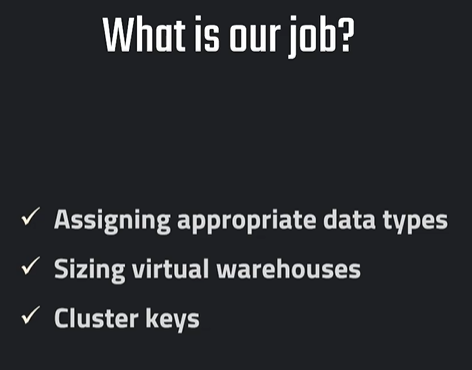 What is our job?
✓ Assigning appropriate data types
✓ Sizing virtual warehouses
✓ Cluster keys